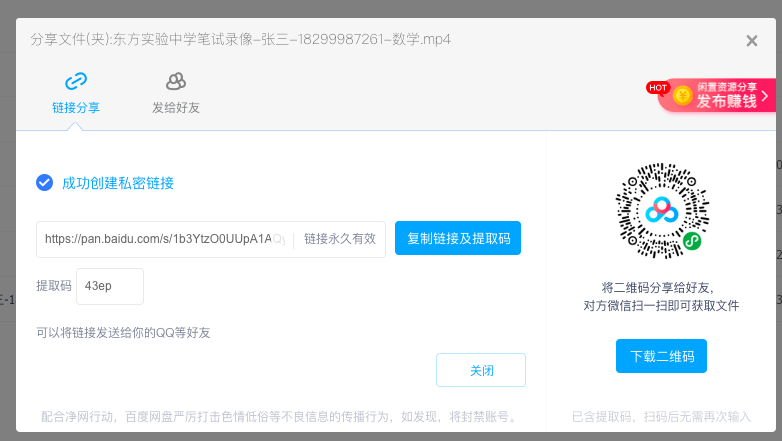 分享文件(夹):东方实验中学笔试录像-张三-18299987261-数学.mp4
链接分享
发给好友
HOT
闲置资源分享
发布赚钱
成功创建私密链接
https://pan.baidu.com/s/1b3YtzO0UUpA1AQy
链接永久有效
复制链接及提取码
提取码
43ep
可以将链接发送给你的QQ等好友
关闭
将二维码分享给好友,
对方微信扫一扫即可获取文件
下载二维码
配合净网行动，百度网盘严厉打击色情低俗等不良信息的传播行为，如发现，将封禁账号。
已含提取码，扫码后无需再次输入